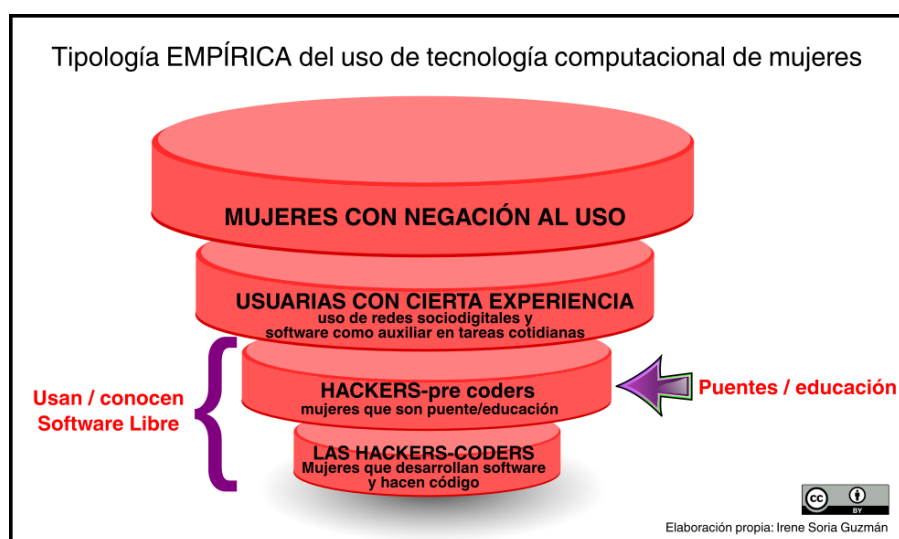 Tipología EMPÍRICA del uso de tecnología computacional de mujeres
MUJERES CON NEGACIÓN AL USO
USUARIAS CON CIERTA EXPERIENCIA
uso de redes sociodigitales y
software como auxiliar en tareas cotidianas
HACKERS-pre coders
mujeres que son puente/educación
LAS HACKERS-CODERS
Mujeres que desarrollan software
y hacen código
Usan / conocen
Software Libre
Puentes / educación
cc
BY
Elaboración propia: Irene Soria Guzmán